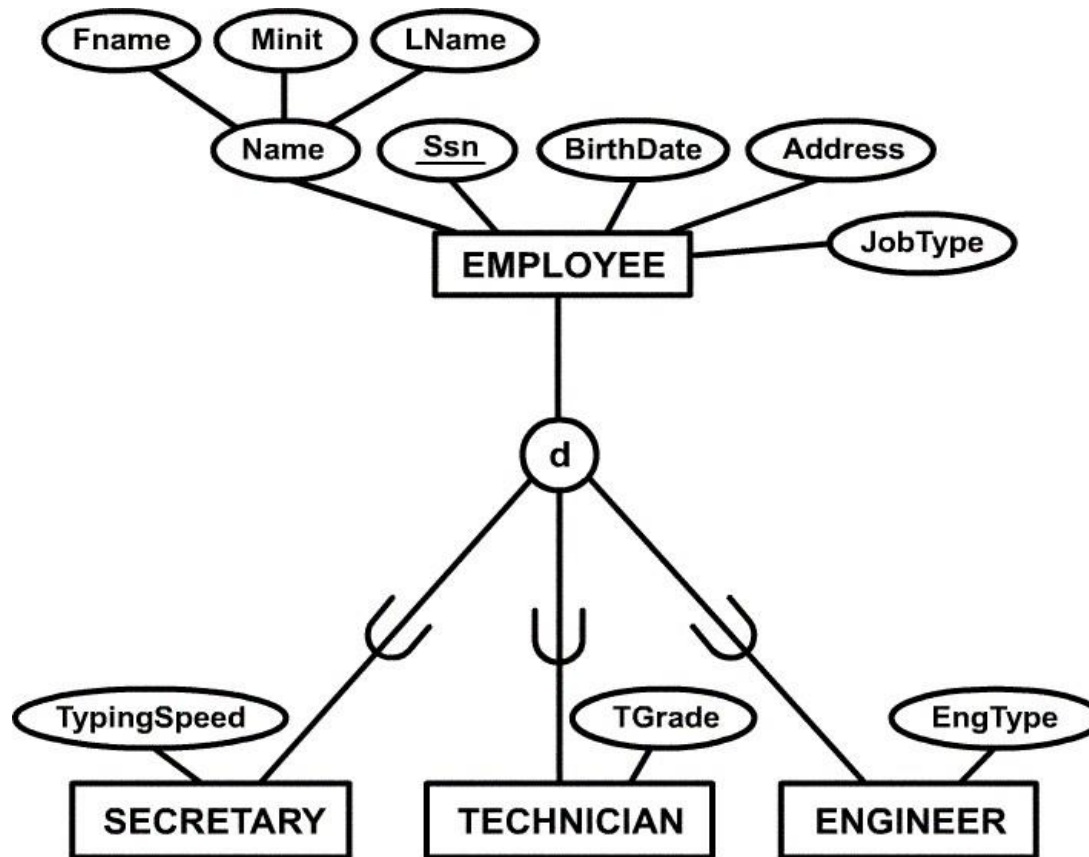 Fname
Minit
LName
Name
Ssn
BirthDate
Address
JobType
EMPLOYEE
d
TypingSpeed
TGrade
EngType
SECRETARY
TECHNICIAN
ENGINEER